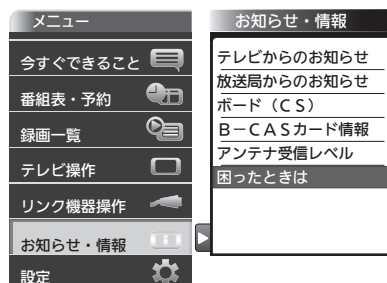 メニュー
今すぐできること
番組表・予約
録画一覧
テレビ操作
リンク機器操作
お知らせ・情報
設定
お知らせ・情報
テレビからのお知らせ
放送局からのお知らせ
ボード（ＣＳ）
Ｂ－ＣＡＳカード情報
アンテナ受信レベル
困ったときは